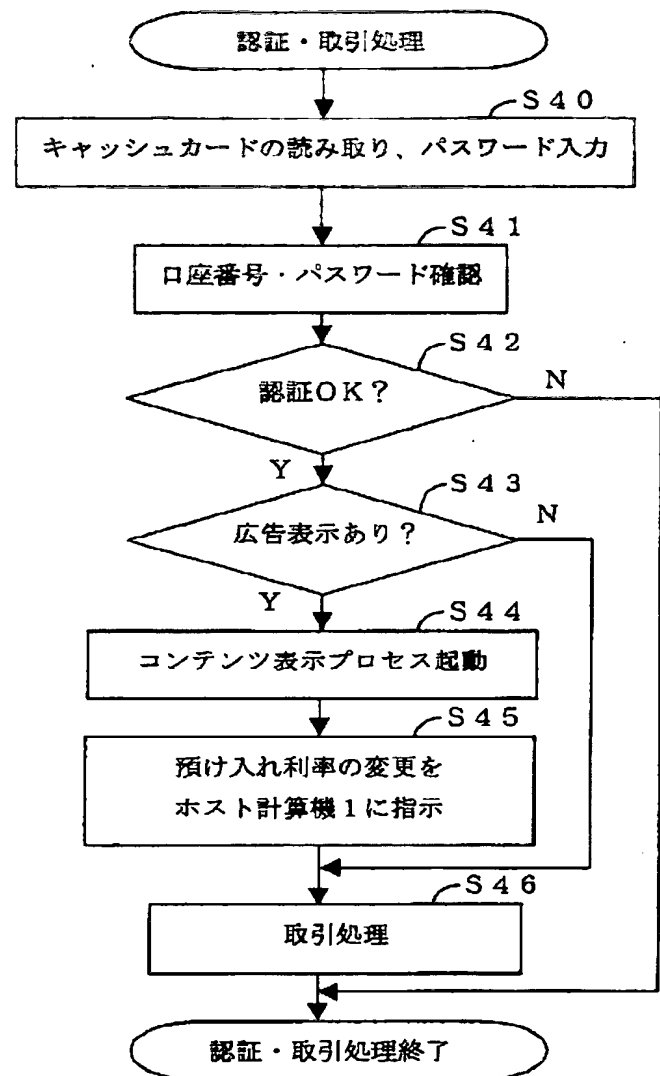 認証・取引処理
S40
キャッシュカードの読み取り、パスワード入力
S41
口座番号・パスワード確認
S42
認証OK?
N
Y
S43
広告表示あり?
N
Y
S44
コンテンツ表示プロセス起動
S45
預け入れ利率の変更を
ホスト計算機1に指示
S46
取引処理
認証・取引処理終了